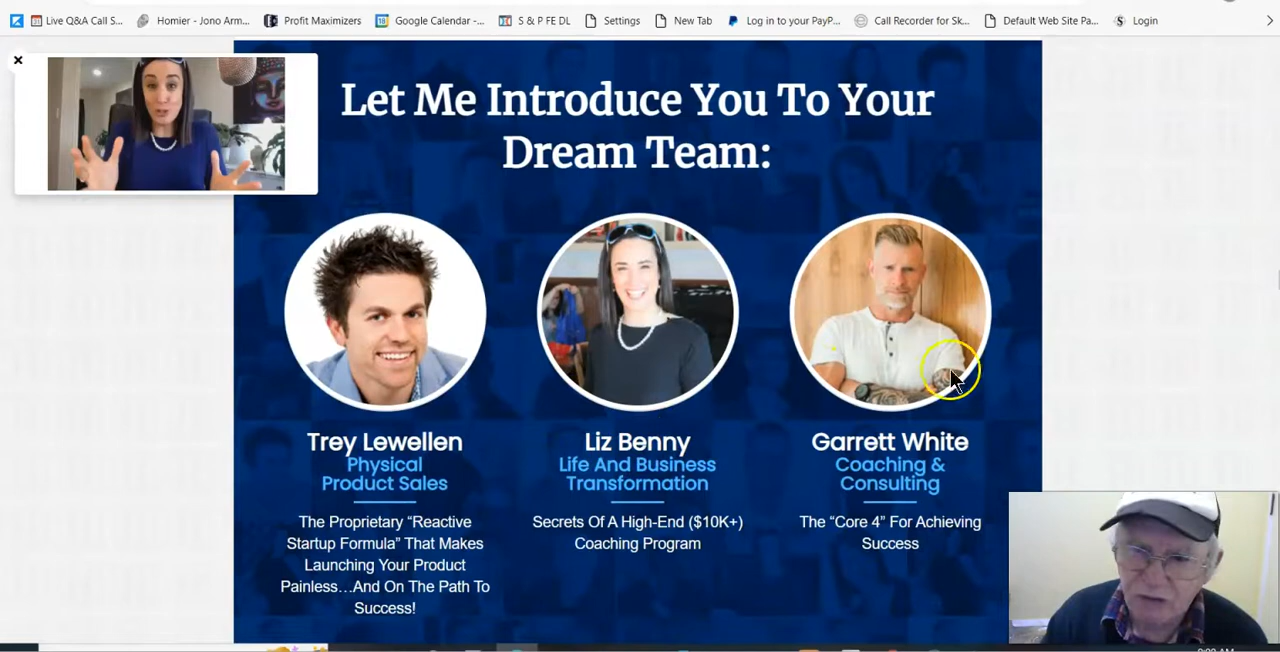 Live Q&A Call S...
Homier - Jono Arm...
Profit Maximizers
Google Calendar -...
S & P FE DL
Settings
New Tab
Log in to your PayP...
Call Recorder for Sk...
Default Web Site Pa...
Login
Let Me Introduce You To Your
Dream Team:
Trey Lewellen
Physical
Product Sales
The Proprietary “Reactive
Startup Formula” That Makes
Launching Your Product
Painless...And On The Path To
Success!
Liz Benny
Life And Business
Transformation
Secrets Of A High-End ($10K+)
Coaching Program
Garrett White
Coaching &
Consulting
The “Core 4” For Achieving
Success